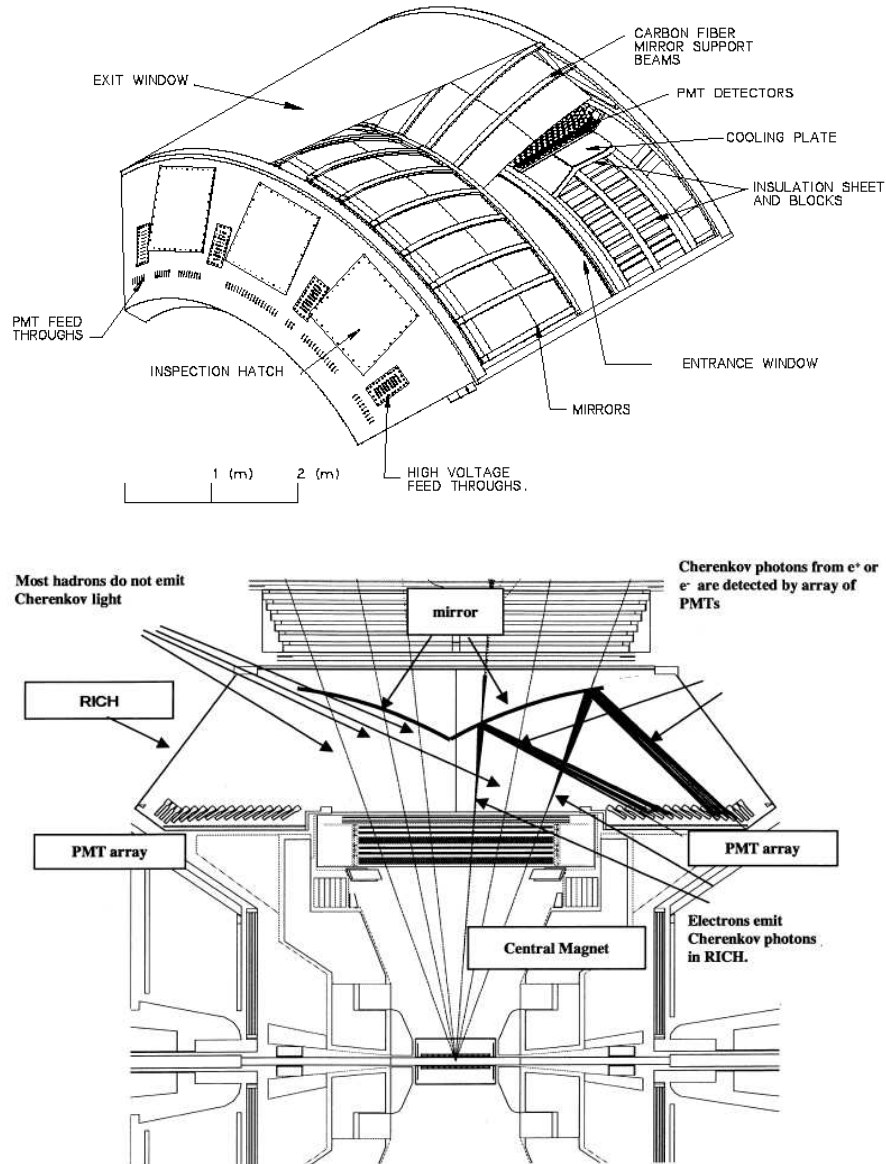 CARBON FIBER
MIRROR SUPPORT
BEAMS
EXIT WINDOW
PMT DETECTORS
COOLING PLATE
INSULATION SHEET
AND BLOCKS
PMT FEED
THROUGHS
INSPECTION HATCH
ENTRANCE WINDOW
MIRRORS
1 (m) 2 (m)
HIGH VOLTAGE
FEED THROUGHS.
Most hadrons do not emit
Cherenkov light
Cherenkov photons from e⁺ or
e⁻ are detected by array of
PMTs
mirror
RICH
PMT array
PMT array
Electrons emit
Cherenkov photons
in RICH.
Central Magnet